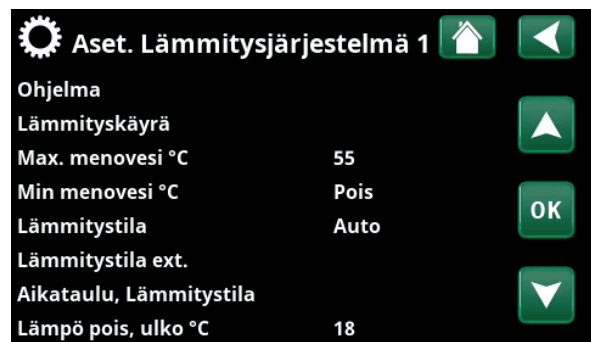 Aset. Lämmitysjärjestelmä 1
Ohjelma
Lämmityskäyrä
Max. menovesi °C 55
Min menovesi °C Pois
Lämmitystila Auto
OK
Lämmitystila ext.
Aikataulu, Lämmitystila
Lämpö pois, ulko °C 18